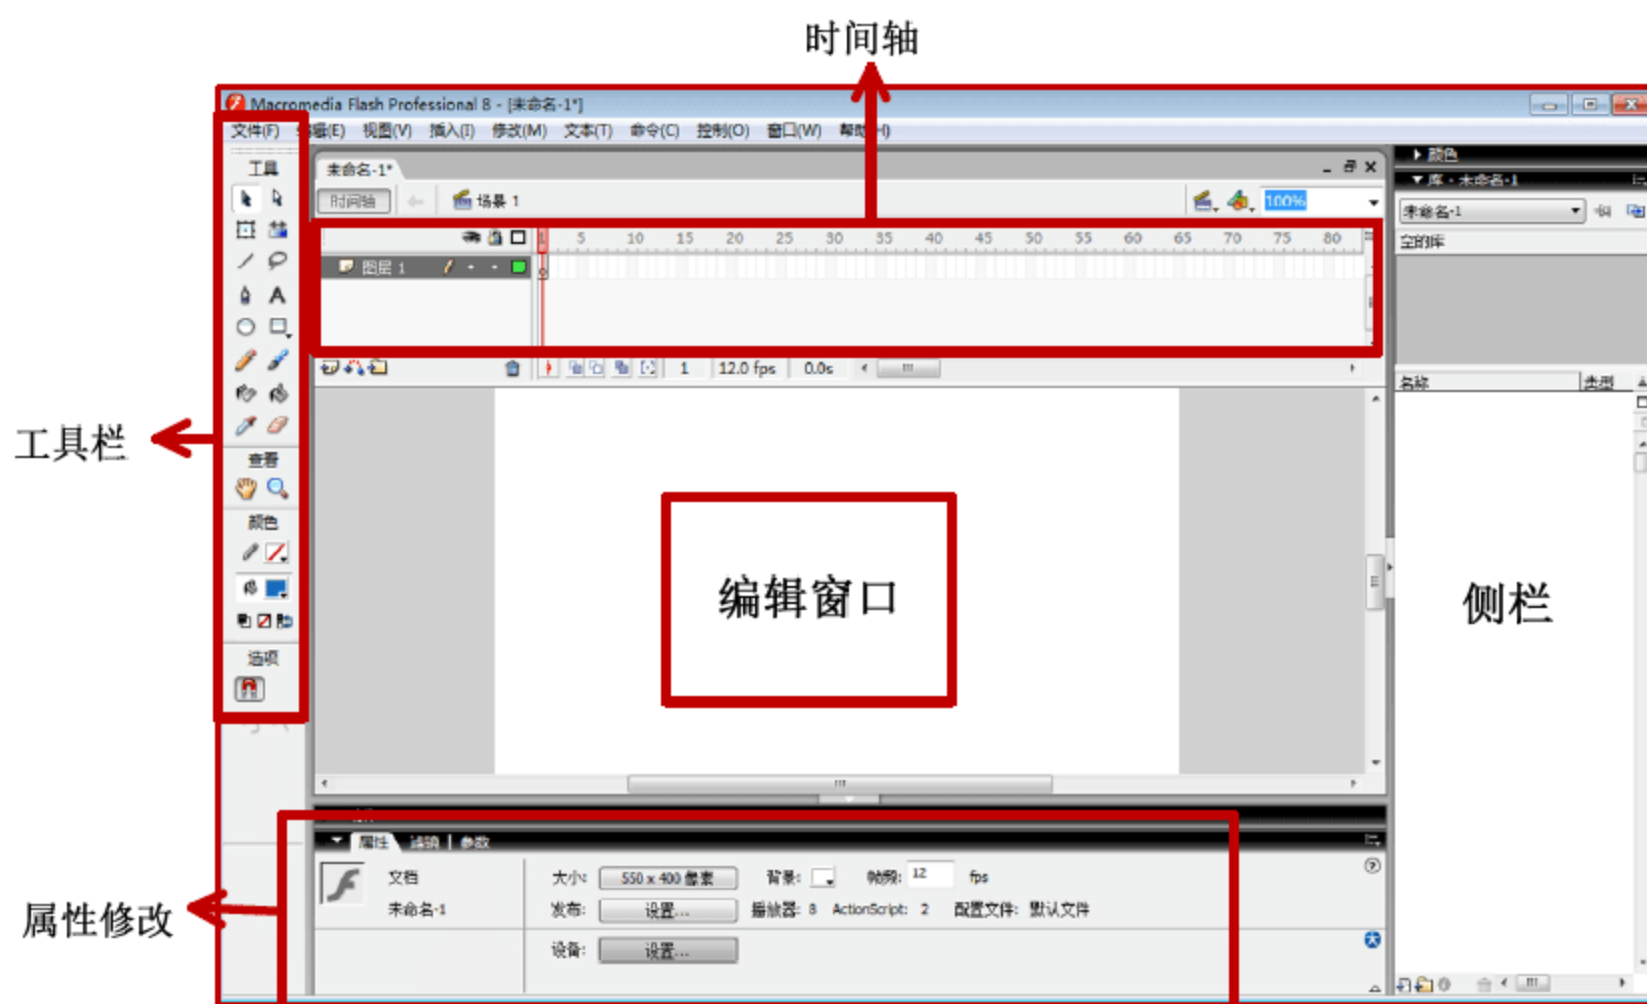 时间轴
Macromedia Flash Professional 8 - [未命名-1*]
文件(F) 编辑(E) 视图(V) 插入(I) 修改(M) 文本(T) 命令(C) 控制(O) 窗口(W) 帮助(H)
工具
未命名-1*
颜色
库 - 未命名-1
时间轴
场景 1
100%
未命名-1
空的库
1 5 10 15 20 25 30 35 40 45 50 55 60 65 70 75 80
图层 1
1 12.0 fps 0.0s
名称 类型
工具栏
查看
颜色
选项
编辑窗口
侧栏
属性 滤镜 参数
文档
未命名-1
大小: 550 x 400 像素 背景: 帧频: 12 fps
发布: 设置... 播放器: 8 ActionScript: 2 配置文件: 默认文件
设备: 设置...
属性修改